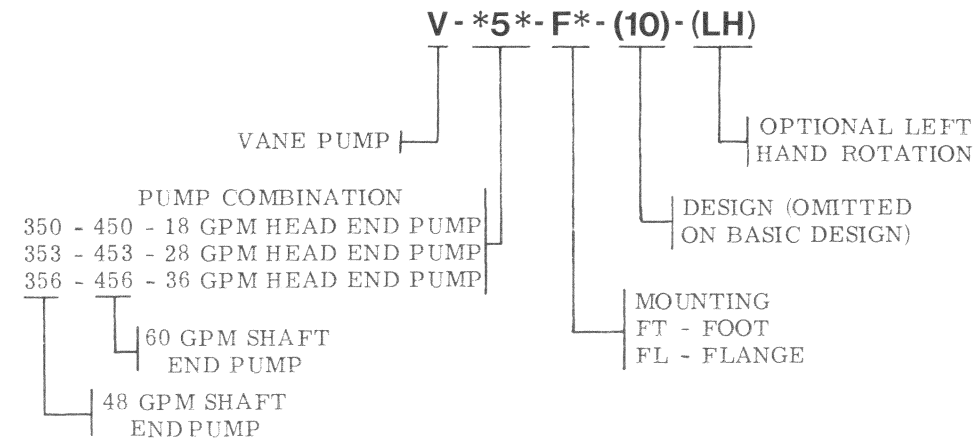 V - *5* - F* - (10) - (LH)
VANE PUMP
OPTIONAL LEFT
HAND ROTATION
PUMP COMBINATION
350 - 450 - 18 GPM HEAD END PUMP
353 - 453 - 28 GPM HEAD END PUMP
356 - 456 - 36 GPM HEAD END PUMP
DESIGN (OMITTED
ON BASIC DESIGN)
MOUNTING
FT - FOOT
FL - FLANGE
60 GPM SHAFT
END PUMP
48 GPM SHAFT
END PUMP